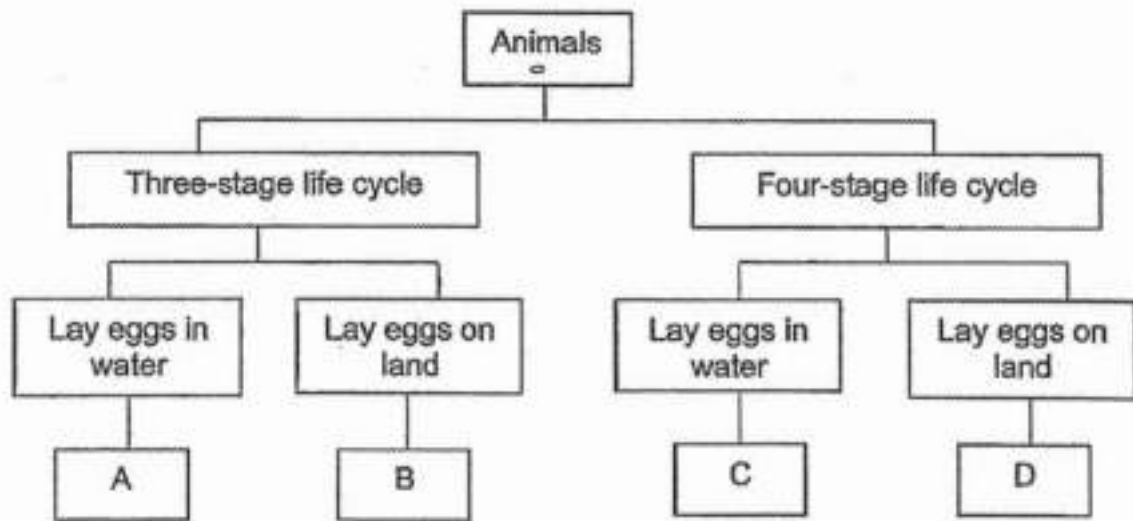 Animals
Three-stage life cycle
Four-stage life cycle
Lay eggs in
water
Lay eggs on
land
Lay eggs in
water
Lay eggs on
land
A
B
C
D